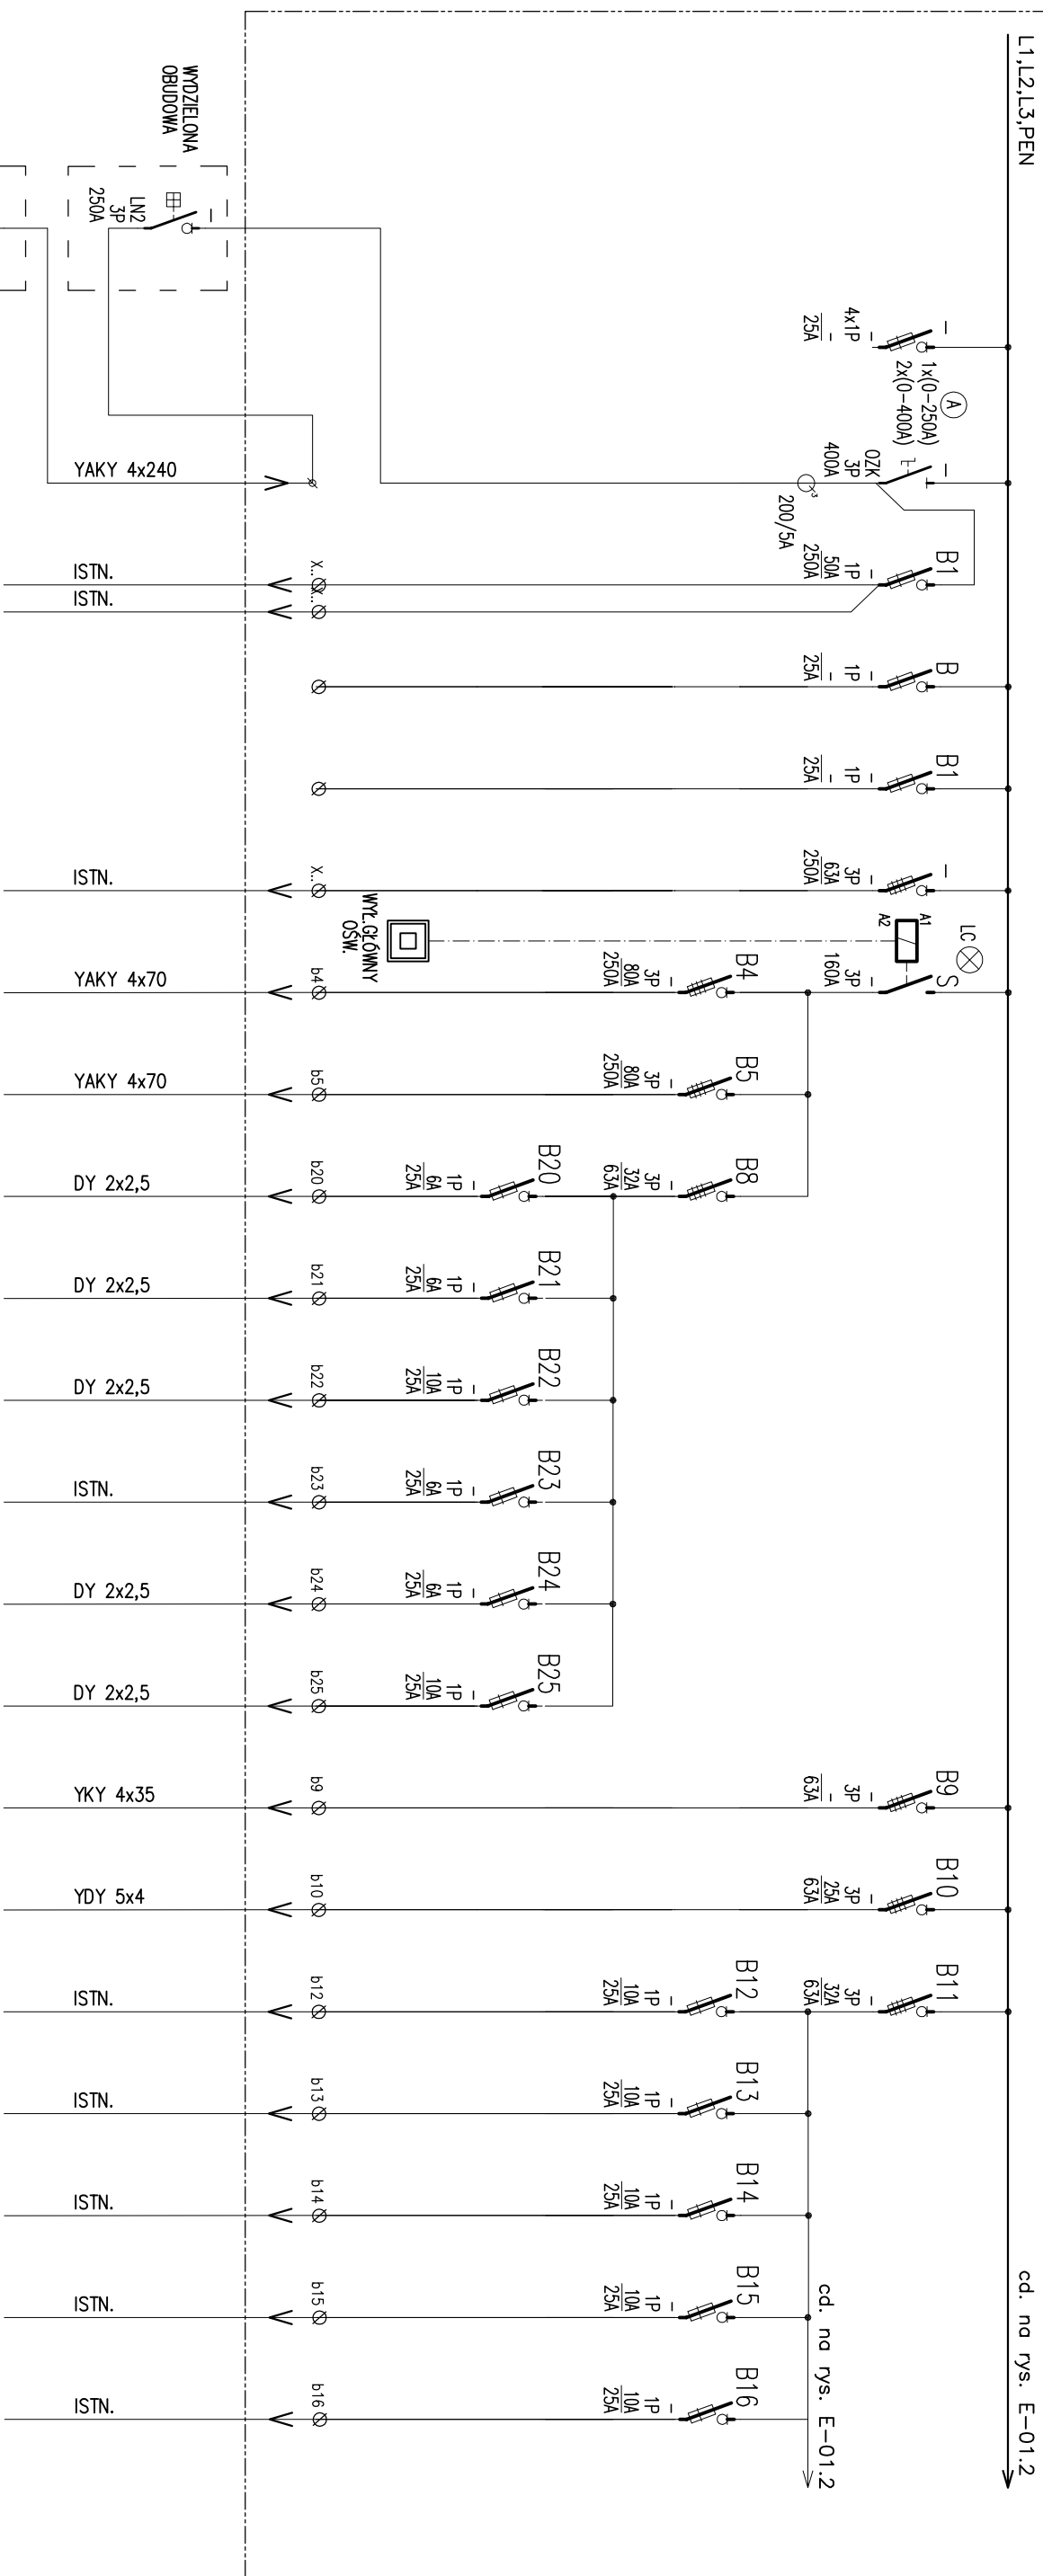 L1,L2,L3,PEN
cd. na rys. E-01.2
4x1P
-
25A
1x(0-250A)
2x(0-400A)
A
OZK
3P
400A
200/5A
B1
1P
50A
250A
B
1P
-
25A
B1
1P
-
25A
3P
63A
250A
LC
A1
A2
S
3P
160A
cd. na rys. E-01.2
B4
3P
80A
250A
B5
3P
80A
250A
B8
3P
32A
63A
B20
1P
6A
25A
B21
1P
6A
25A
B22
1P
10A
25A
B23
1P
6A
25A
B24
1P
6A
25A
B25
1P
10A
25A
B9
3P
-
63A
B10
3P
25A
63A
B11
3P
32A
63A
B12
1P
10A
25A
B13
1P
10A
25A
B14
1P
10A
25A
B15
1P
10A
25A
B16
1P
10A
25A
WYŁ.GŁÓWNY
OŚW.
X..
X..
X..
b4
b5
b20
b21
b22
b23
b24
b25
b9
b10
b12
b13
b14
b15
b16
WYDZIELONA
OBUDOWA
LN2
3P
250A
YAKY 4x240
ISTN.
ISTN.
ISTN.
YAKY 4x70
YAKY 4x70
DY 2x2,5
DY 2x2,5
DY 2x2,5
ISTN.
DY 2x2,5
DY 2x2,5
YKY 4x35
YDY 5x4
ISTN.
ISTN.
ISTN.
ISTN.
ISTN.